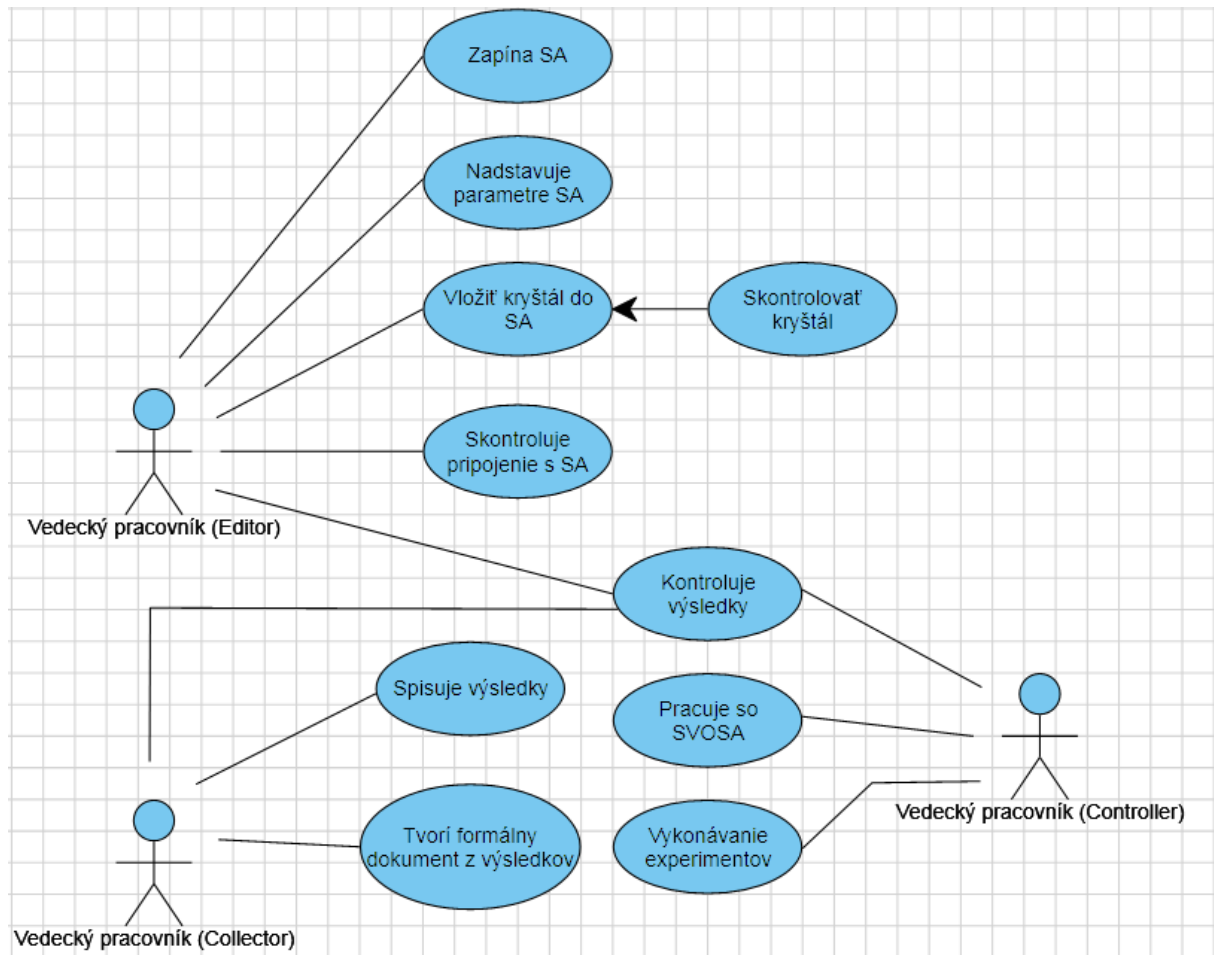 Zapína SA
Nadstavuje
parametre SA
Vložiť kryštál do
SA
Skontrolovať
kryštál
Skontroluje
pripojenie s SA
Vedecký pracovník (Editor)
Kontroluje
výsledky
Spisuje výsledky
Pracuje so
SVOSA
Vedecký pracovník (Controller)
Tvorí formálny
dokument z výsledkov
Vykonávanie
experimentov
Vedecký pracovník (Collector)